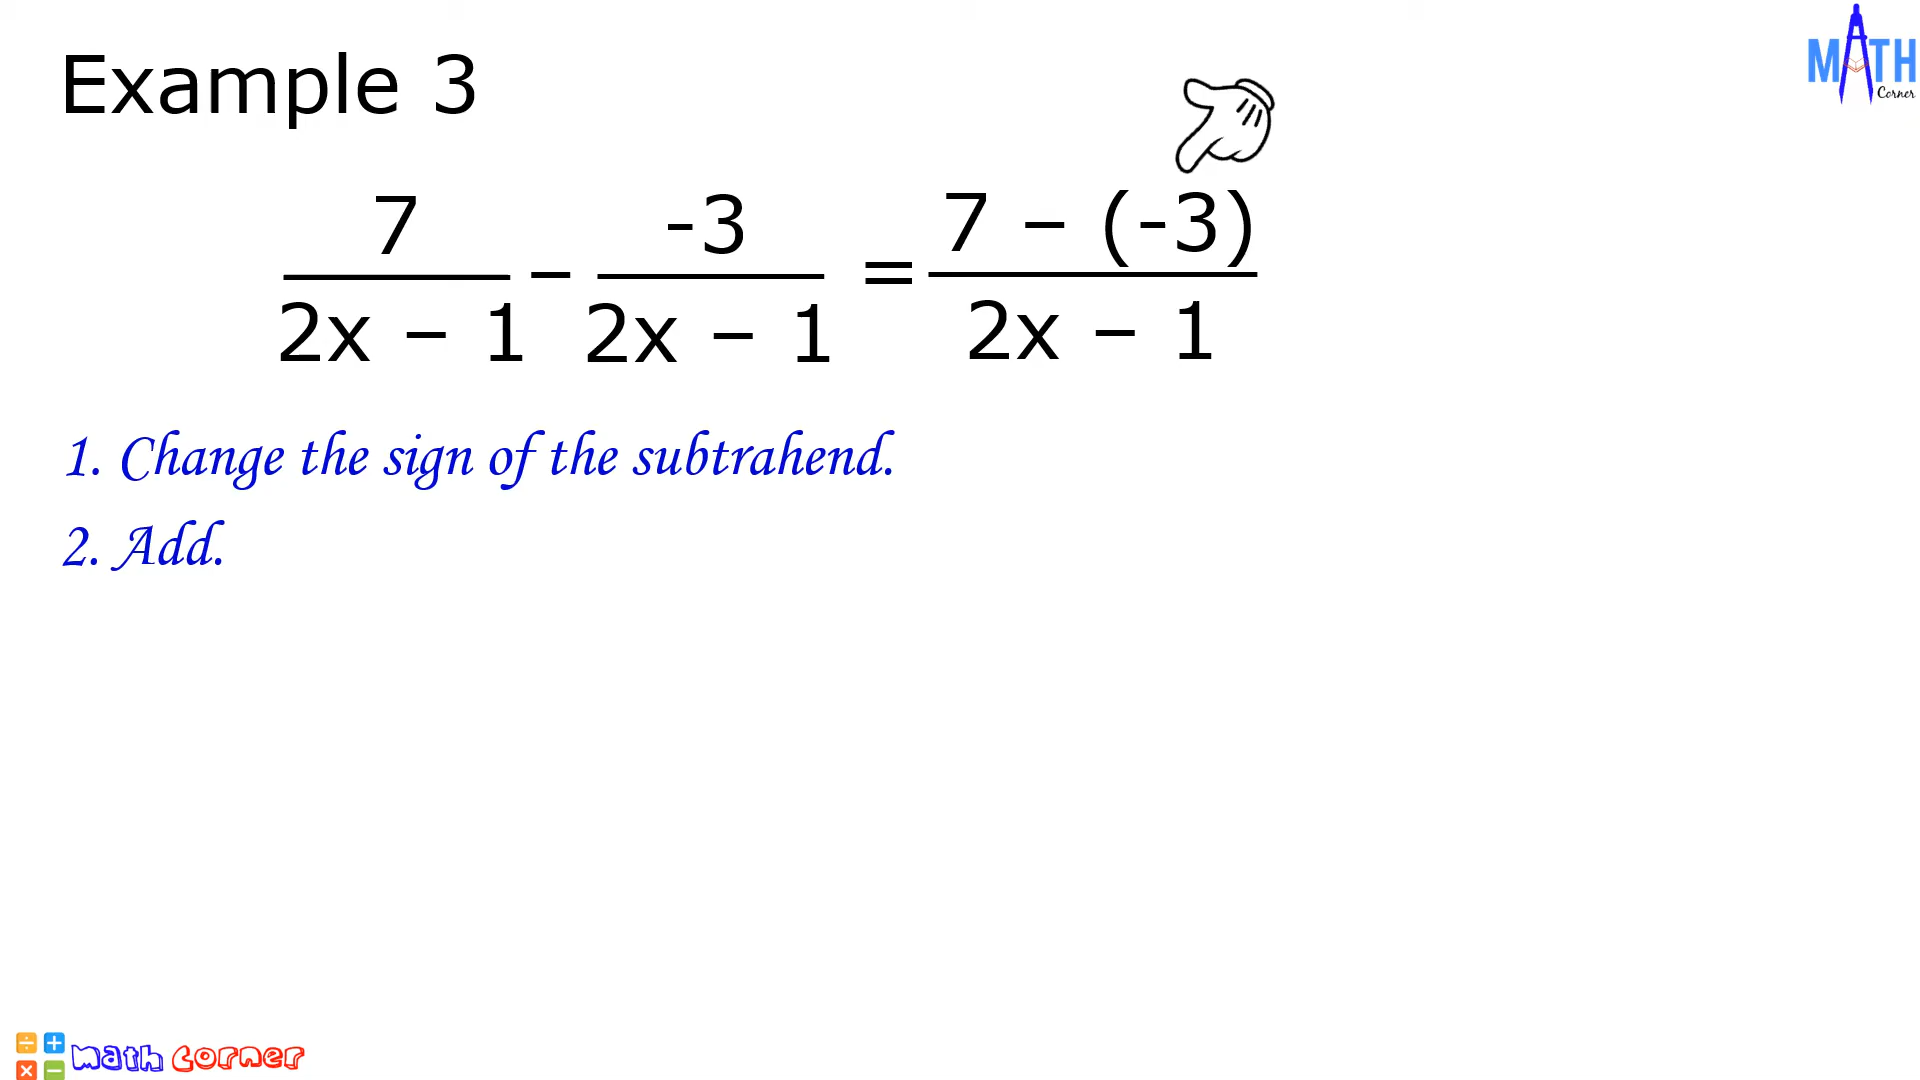 Example 3
MATH
Corner
7 -3 7 – (-3)
– =
2x – 1 2x – 1 2x – 1
1. Change the sign of the subtrahend.
2. Add.
÷ +
× − math corner